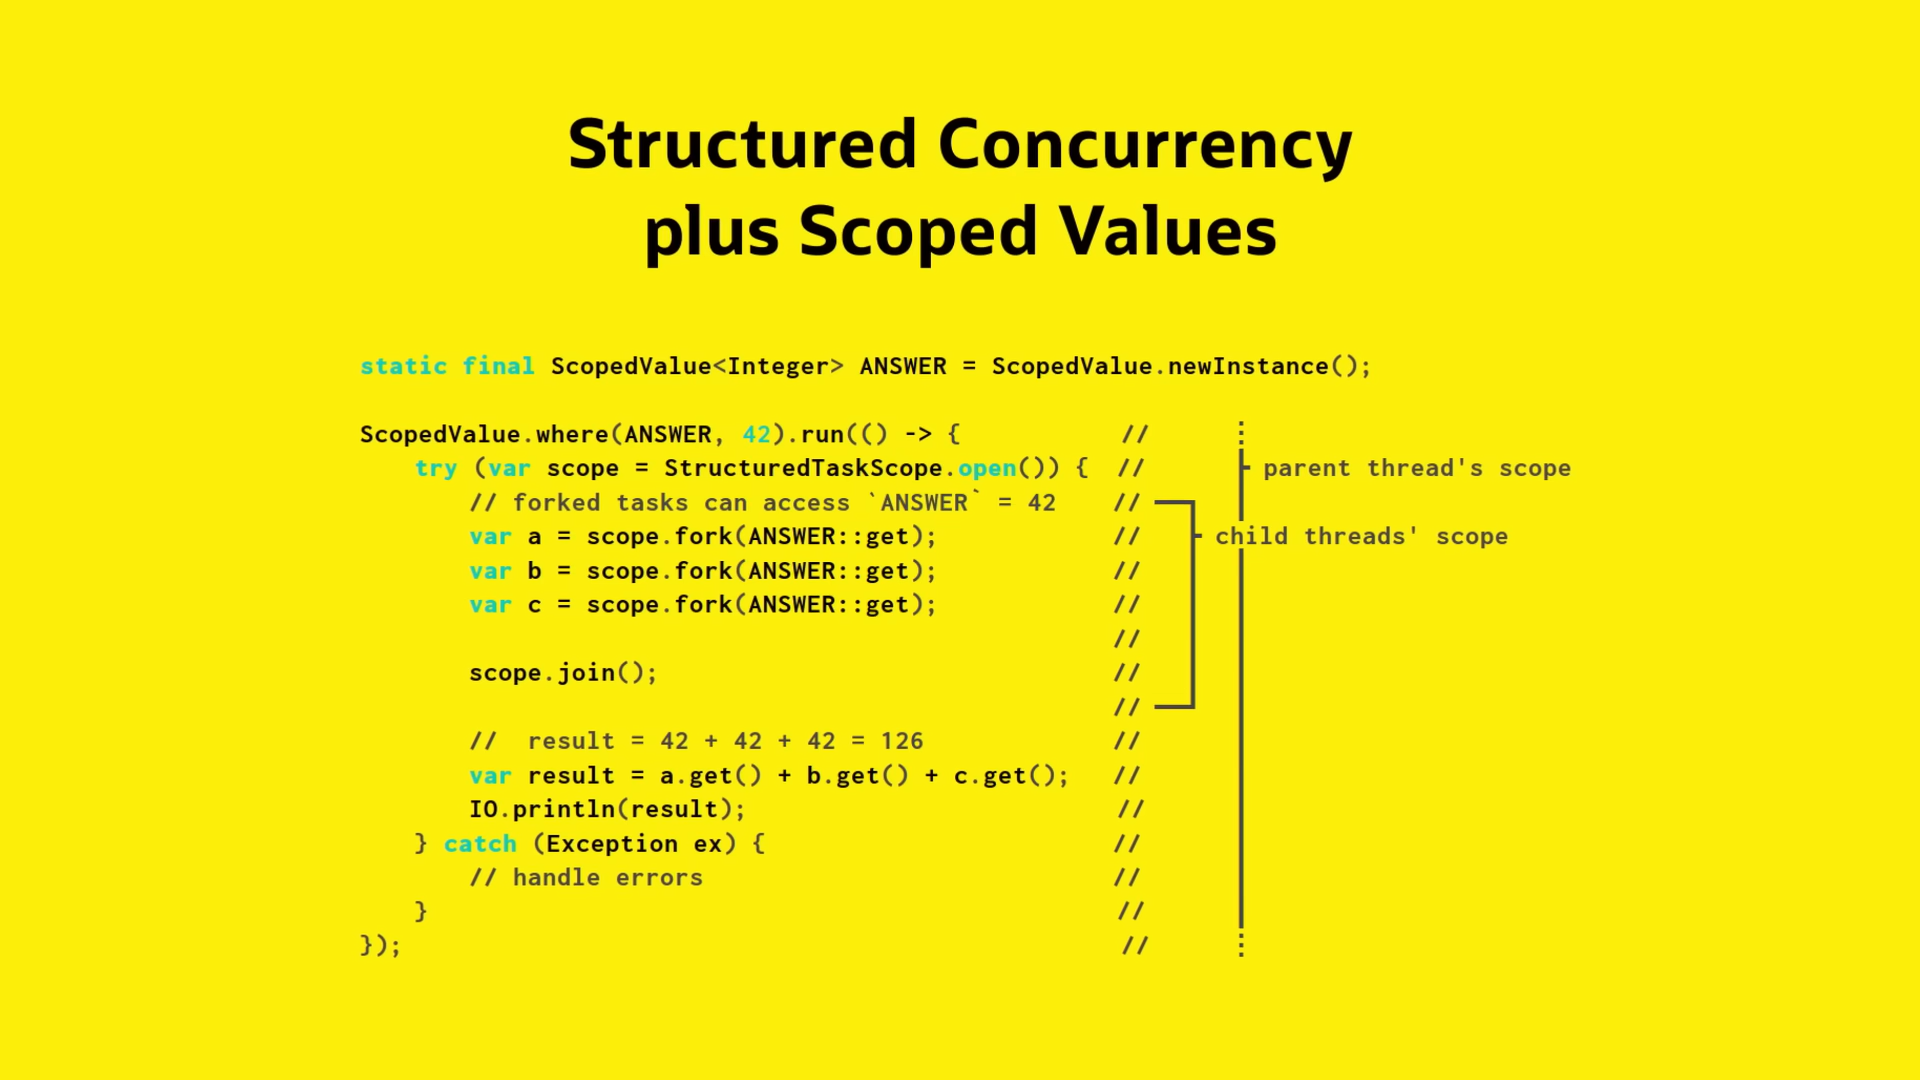 Structured Concurrency
plus Scoped Values
static final ScopedValue<Integer> ANSWER = ScopedValue.newInstance();
ScopedValue.where(ANSWER, 42).run(() -> { //
try (var scope = StructuredTaskScope.open()) { // parent thread's scope
// forked tasks can access `ANSWER` = 42 //
var a = scope.fork(ANSWER::get); // child threads' scope
var b = scope.fork(ANSWER::get); //
var c = scope.fork(ANSWER::get); //
//
scope.join(); //
//
// result = 42 + 42 + 42 = 126 //
var result = a.get() + b.get() + c.get(); //
IO.println(result); //
} catch (Exception ex) { //
// handle errors //
} //
}); //